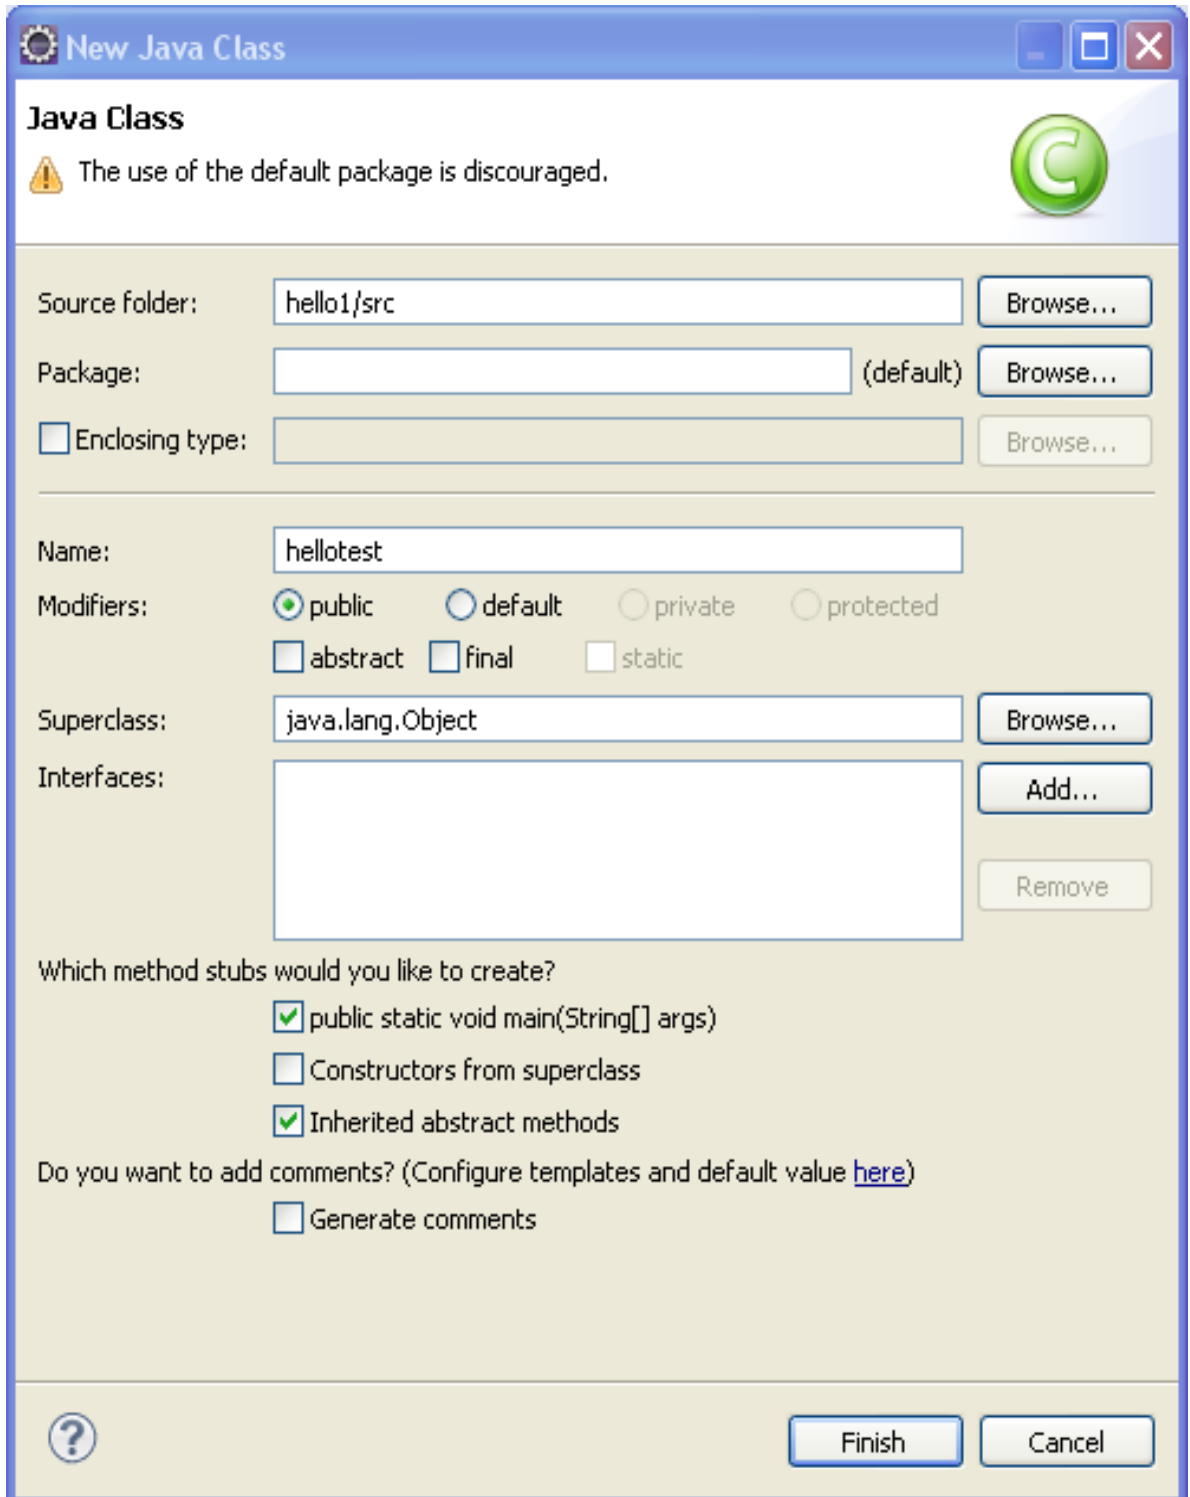 New Java Class
Java Class
The use of the default package is discouraged.
Source folder: hello1/src Browse...
Package: (default) Browse...
Enclosing type: Browse...
Name: hellotest
Modifiers: public default private protected
abstract final static
Superclass: java.lang.Object Browse...
Interfaces: Add...
Remove
Which method stubs would you like to create?
public static void main(String[] args)
Constructors from superclass
Inherited abstract methods
Do you want to add comments? (Configure templates and default value here)
Generate comments
Finish Cancel